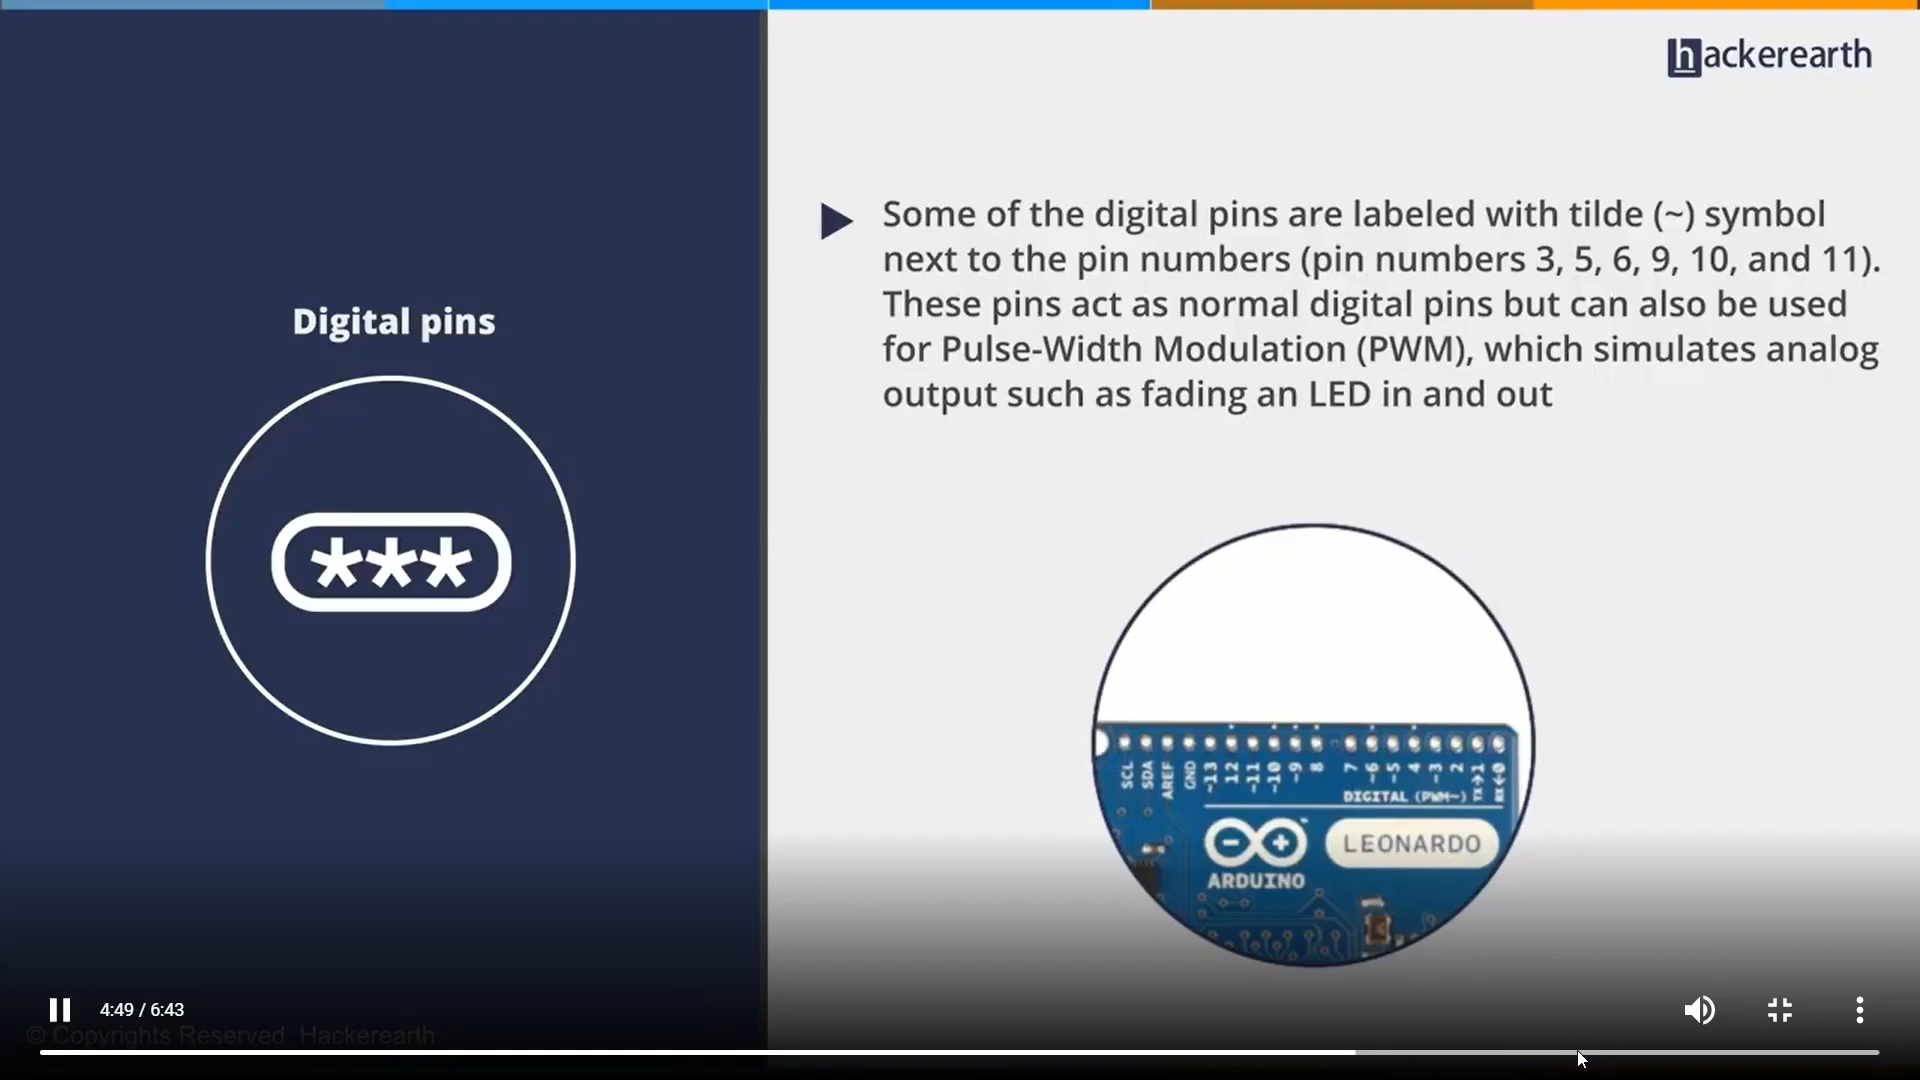 hackerearth
Some of the digital pins are labeled with tilde (~) symbol
next to the pin numbers (pin numbers 3, 5, 6, 9, 10, and 11).
These pins act as normal digital pins but can also be used
for Pulse-Width Modulation (PWM), which simulates analog
output such as fading an LED in and out
Digital pins
***
SCL
SDA
AREF
GND
~13
12
~11
~10
~9
8
7
~6
~5
4
~3
2
TX→1
RX←0
DIGITAL (PWM~)
LEONARDO
ARDUINO
4:49 / 6:43
© Copyrights Reserved. Hackerearth.